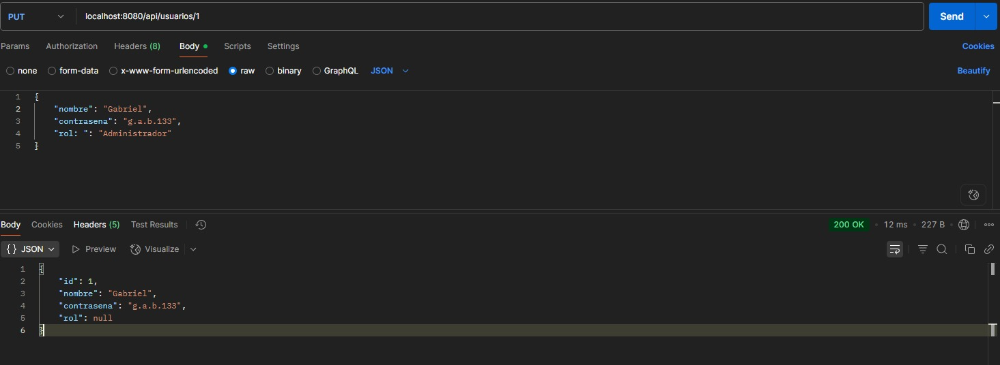 PUT localhost:8080/api/usuarios/1 Send
Params Authorization Headers (8) Body Scripts Settings Cookies
none form-data x-www-form-urlencoded raw binary GraphQL JSON Beautify
1 {
2 "nombre": "Gabriel",
3 "contrasena": "g.a.b.133",
4 "rol: ": "Administrador"
5 }
Body Cookies Headers (5) Test Results 200 OK • 12 ms • 227 B •
{} JSON Preview Visualize
1 {
2 "id": 1,
3 "nombre": "Gabriel",
4 "contrasena": "g.a.b.133",
5 "rol": null
6 }